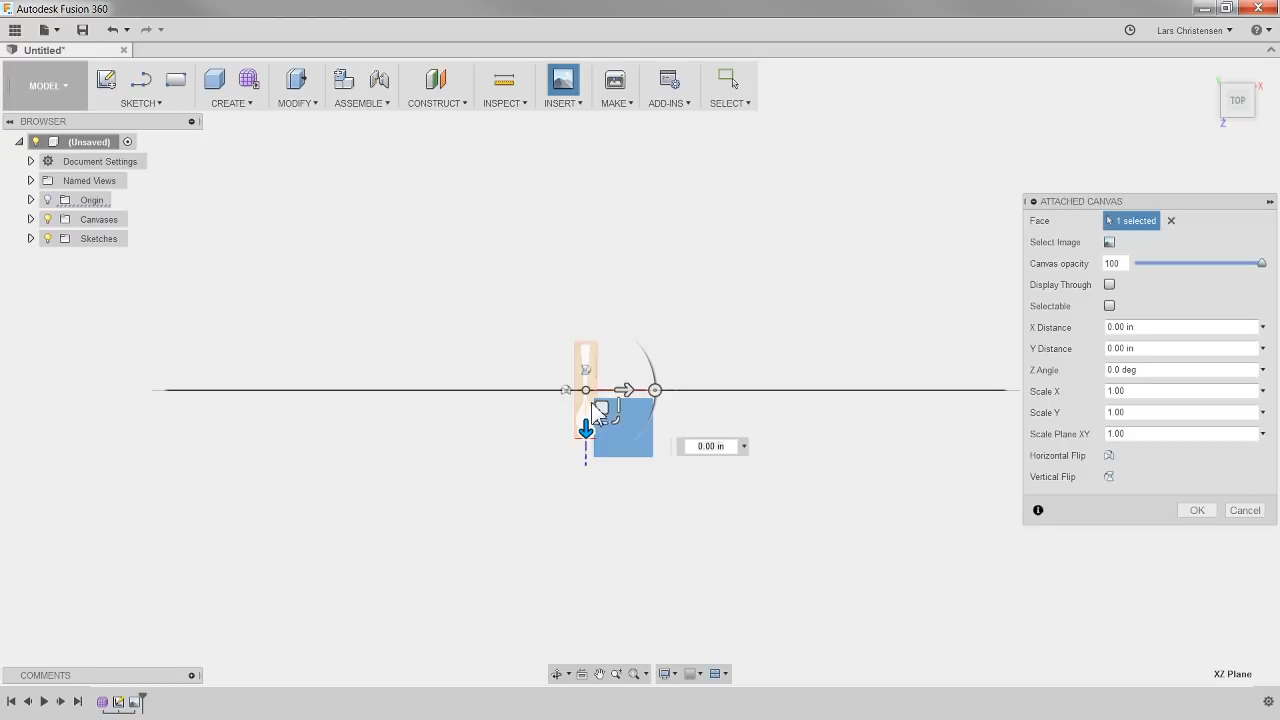 Autodesk Fusion 360
Lars Christensen
Untitled*
MODEL
SKETCH
CREATE
MODIFY
ASSEMBLE
CONSTRUCT
INSPECT
INSERT
MAKE
ADD-INS
SELECT
BROWSER
(Unsaved)
Document Settings
Named Views
Origin
Canvases
Sketches
X
TOP
Z
ATTACHED CANVAS
Face 1 selected
Select Image
Canvas opacity 100
Display Through
Selectable
X Distance 0.00 in
Y Distance 0.00 in
Z Angle 0.0 deg
Scale X 1.00
Scale Y 1.00
Scale Plane XY 1.00
Horizontal Flip
Vertical Flip
OK Cancel
0.00 in
COMMENTS
XZ Plane